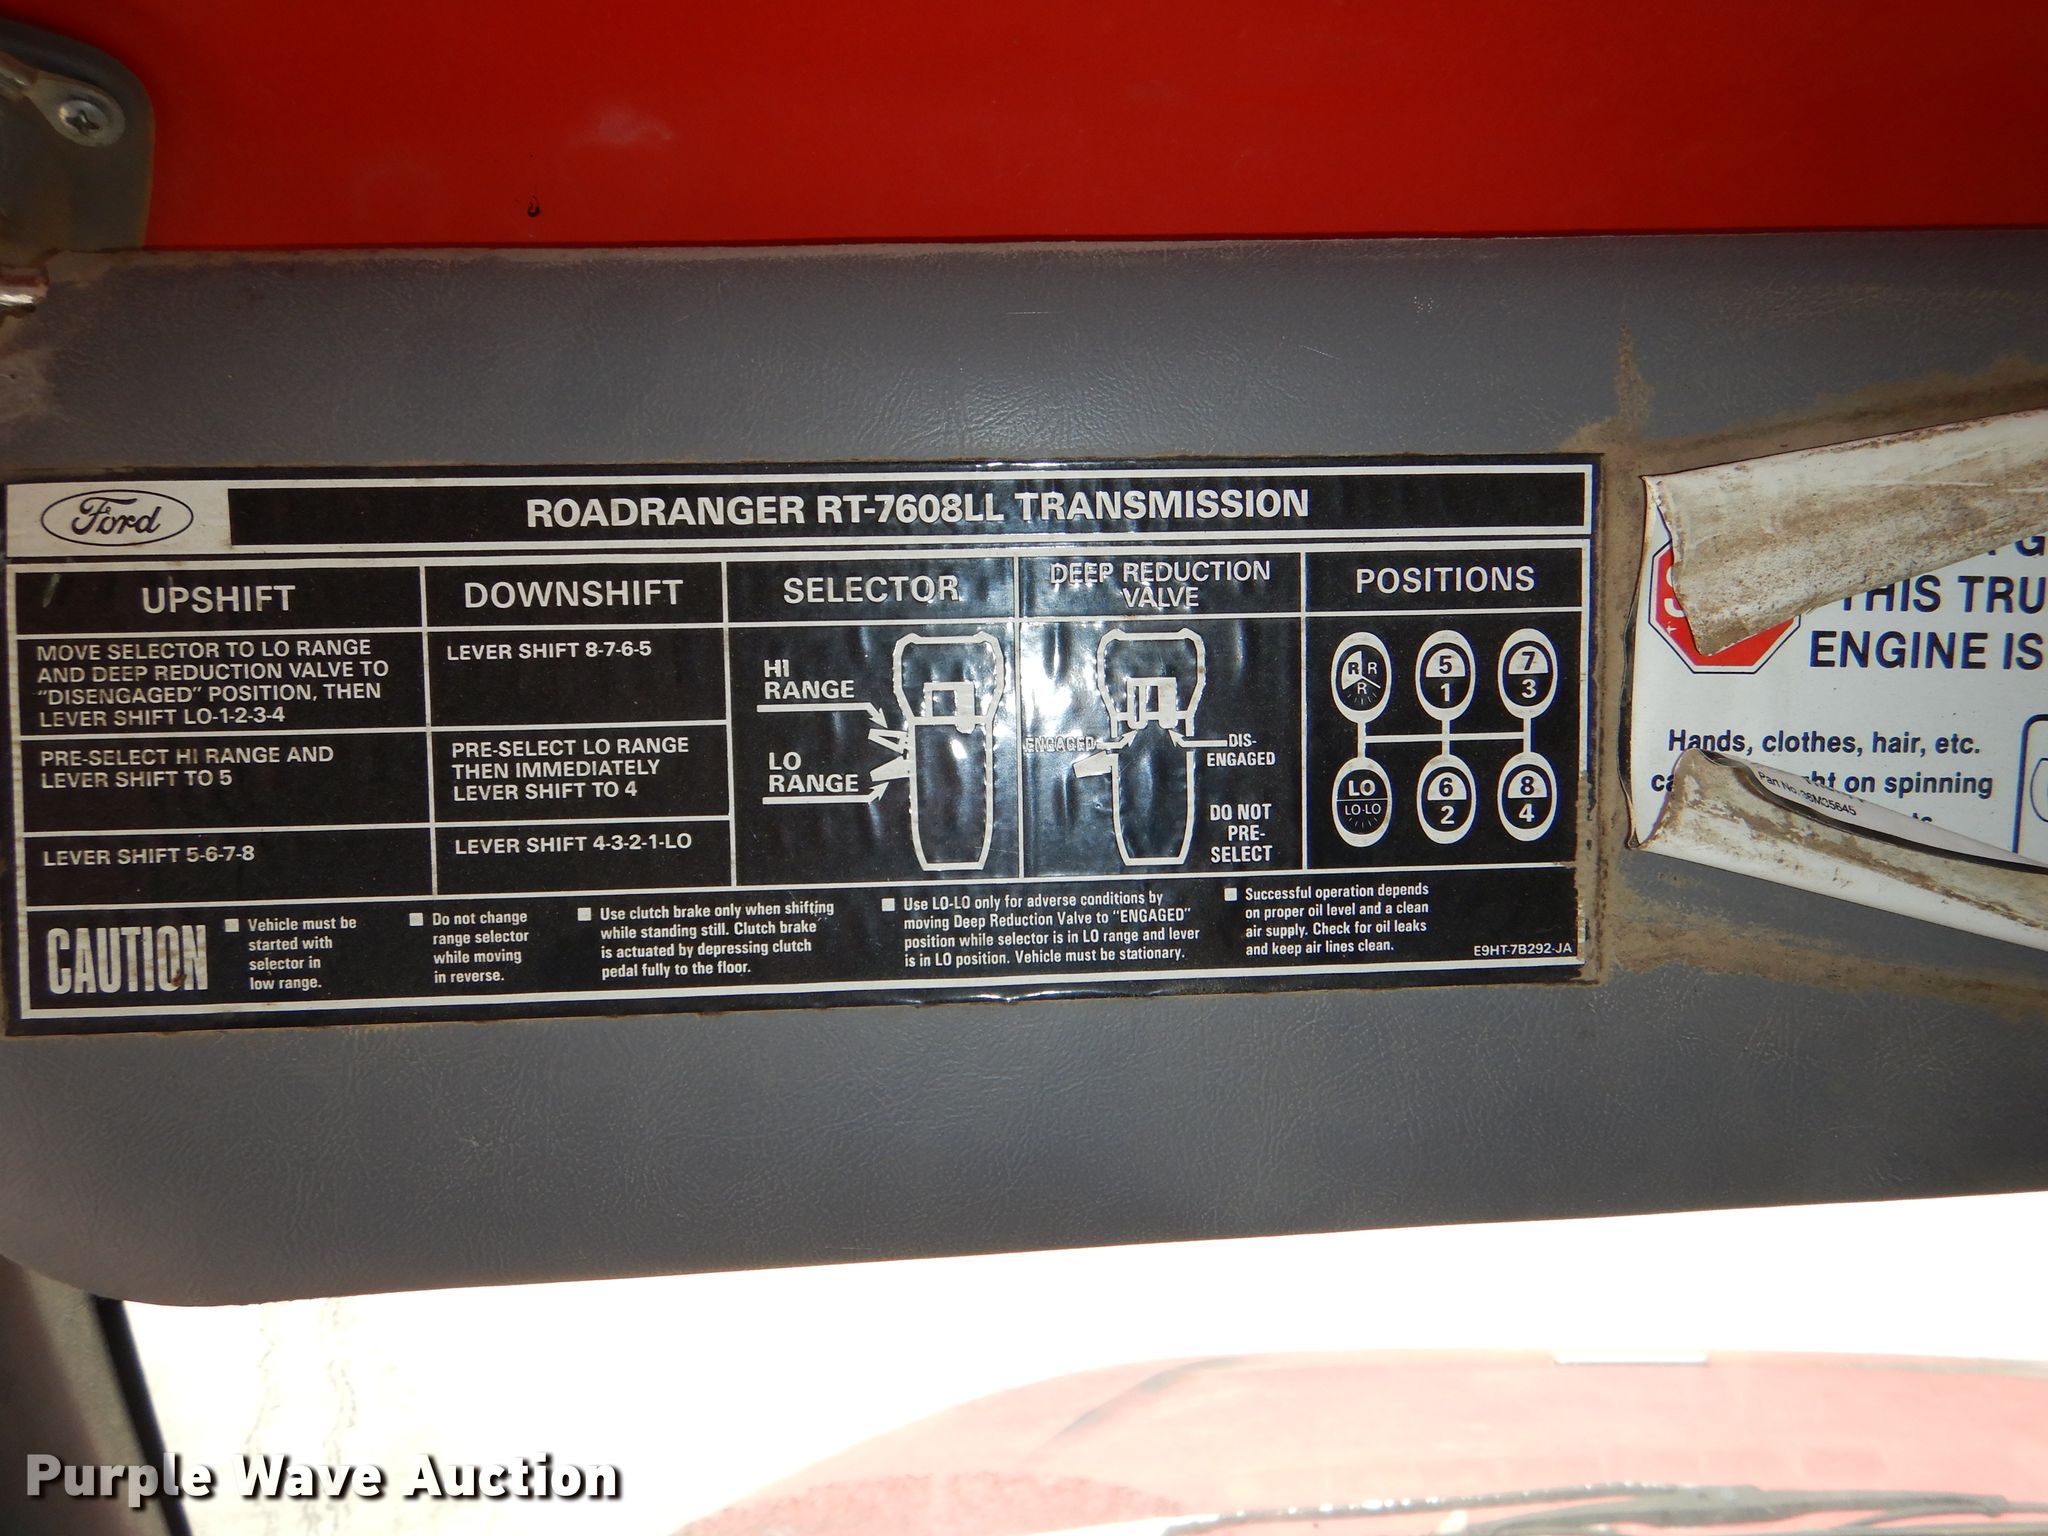 Ford
ROADRANGER RT-7608LL TRANSMISSION
UPSHIFT
MOVE SELECTOR TO LO RANGE
AND DEEP REDUCTION VALVE TO
"DISENGAGED" POSITION, THEN
LEVER SHIFT LO-1-2-3-4
PRE-SELECT HI RANGE AND
LEVER SHIFT TO 5
LEVER SHIFT 5-6-7-8
DOWNSHIFT
LEVER SHIFT 8-7-6-5
PRE-SELECT LO RANGE
THEN IMMEDIATELY
LEVER SHIFT TO 4
LEVER SHIFT 4-3-2-1-LO
SELECTOR
HI
RANGE
LO
RANGE
DEEP REDUCTION
VALVE
ENGAGED
DIS-
ENGAGED
DO NOT
PRE-
SELECT
POSITIONS
R R
R
5
1
7
3
LO
LO-LO
6
2
8
4
CAUTION
Vehicle must be
started with
selector in
low range.
Do not change
range selector
while moving
in reverse.
Use clutch brake only when shifting
while standing still. Clutch brake
is actuated by depressing clutch
pedal fully to the floor.
Use LO-LO only for adverse conditions by
moving Deep Reduction Valve to "ENGAGED"
position while selector is in LO range and lever
is in LO position. Vehicle must be stationary.
Successful operation depends
on proper oil level and a clean
air supply. Check for oil leaks
and keep air lines clean.
E9HT-7B292-JA
THIS TRU
ENGINE IS
Hands, clothes, hair, etc.
on spinning
Part No.
Purple Wave Auction